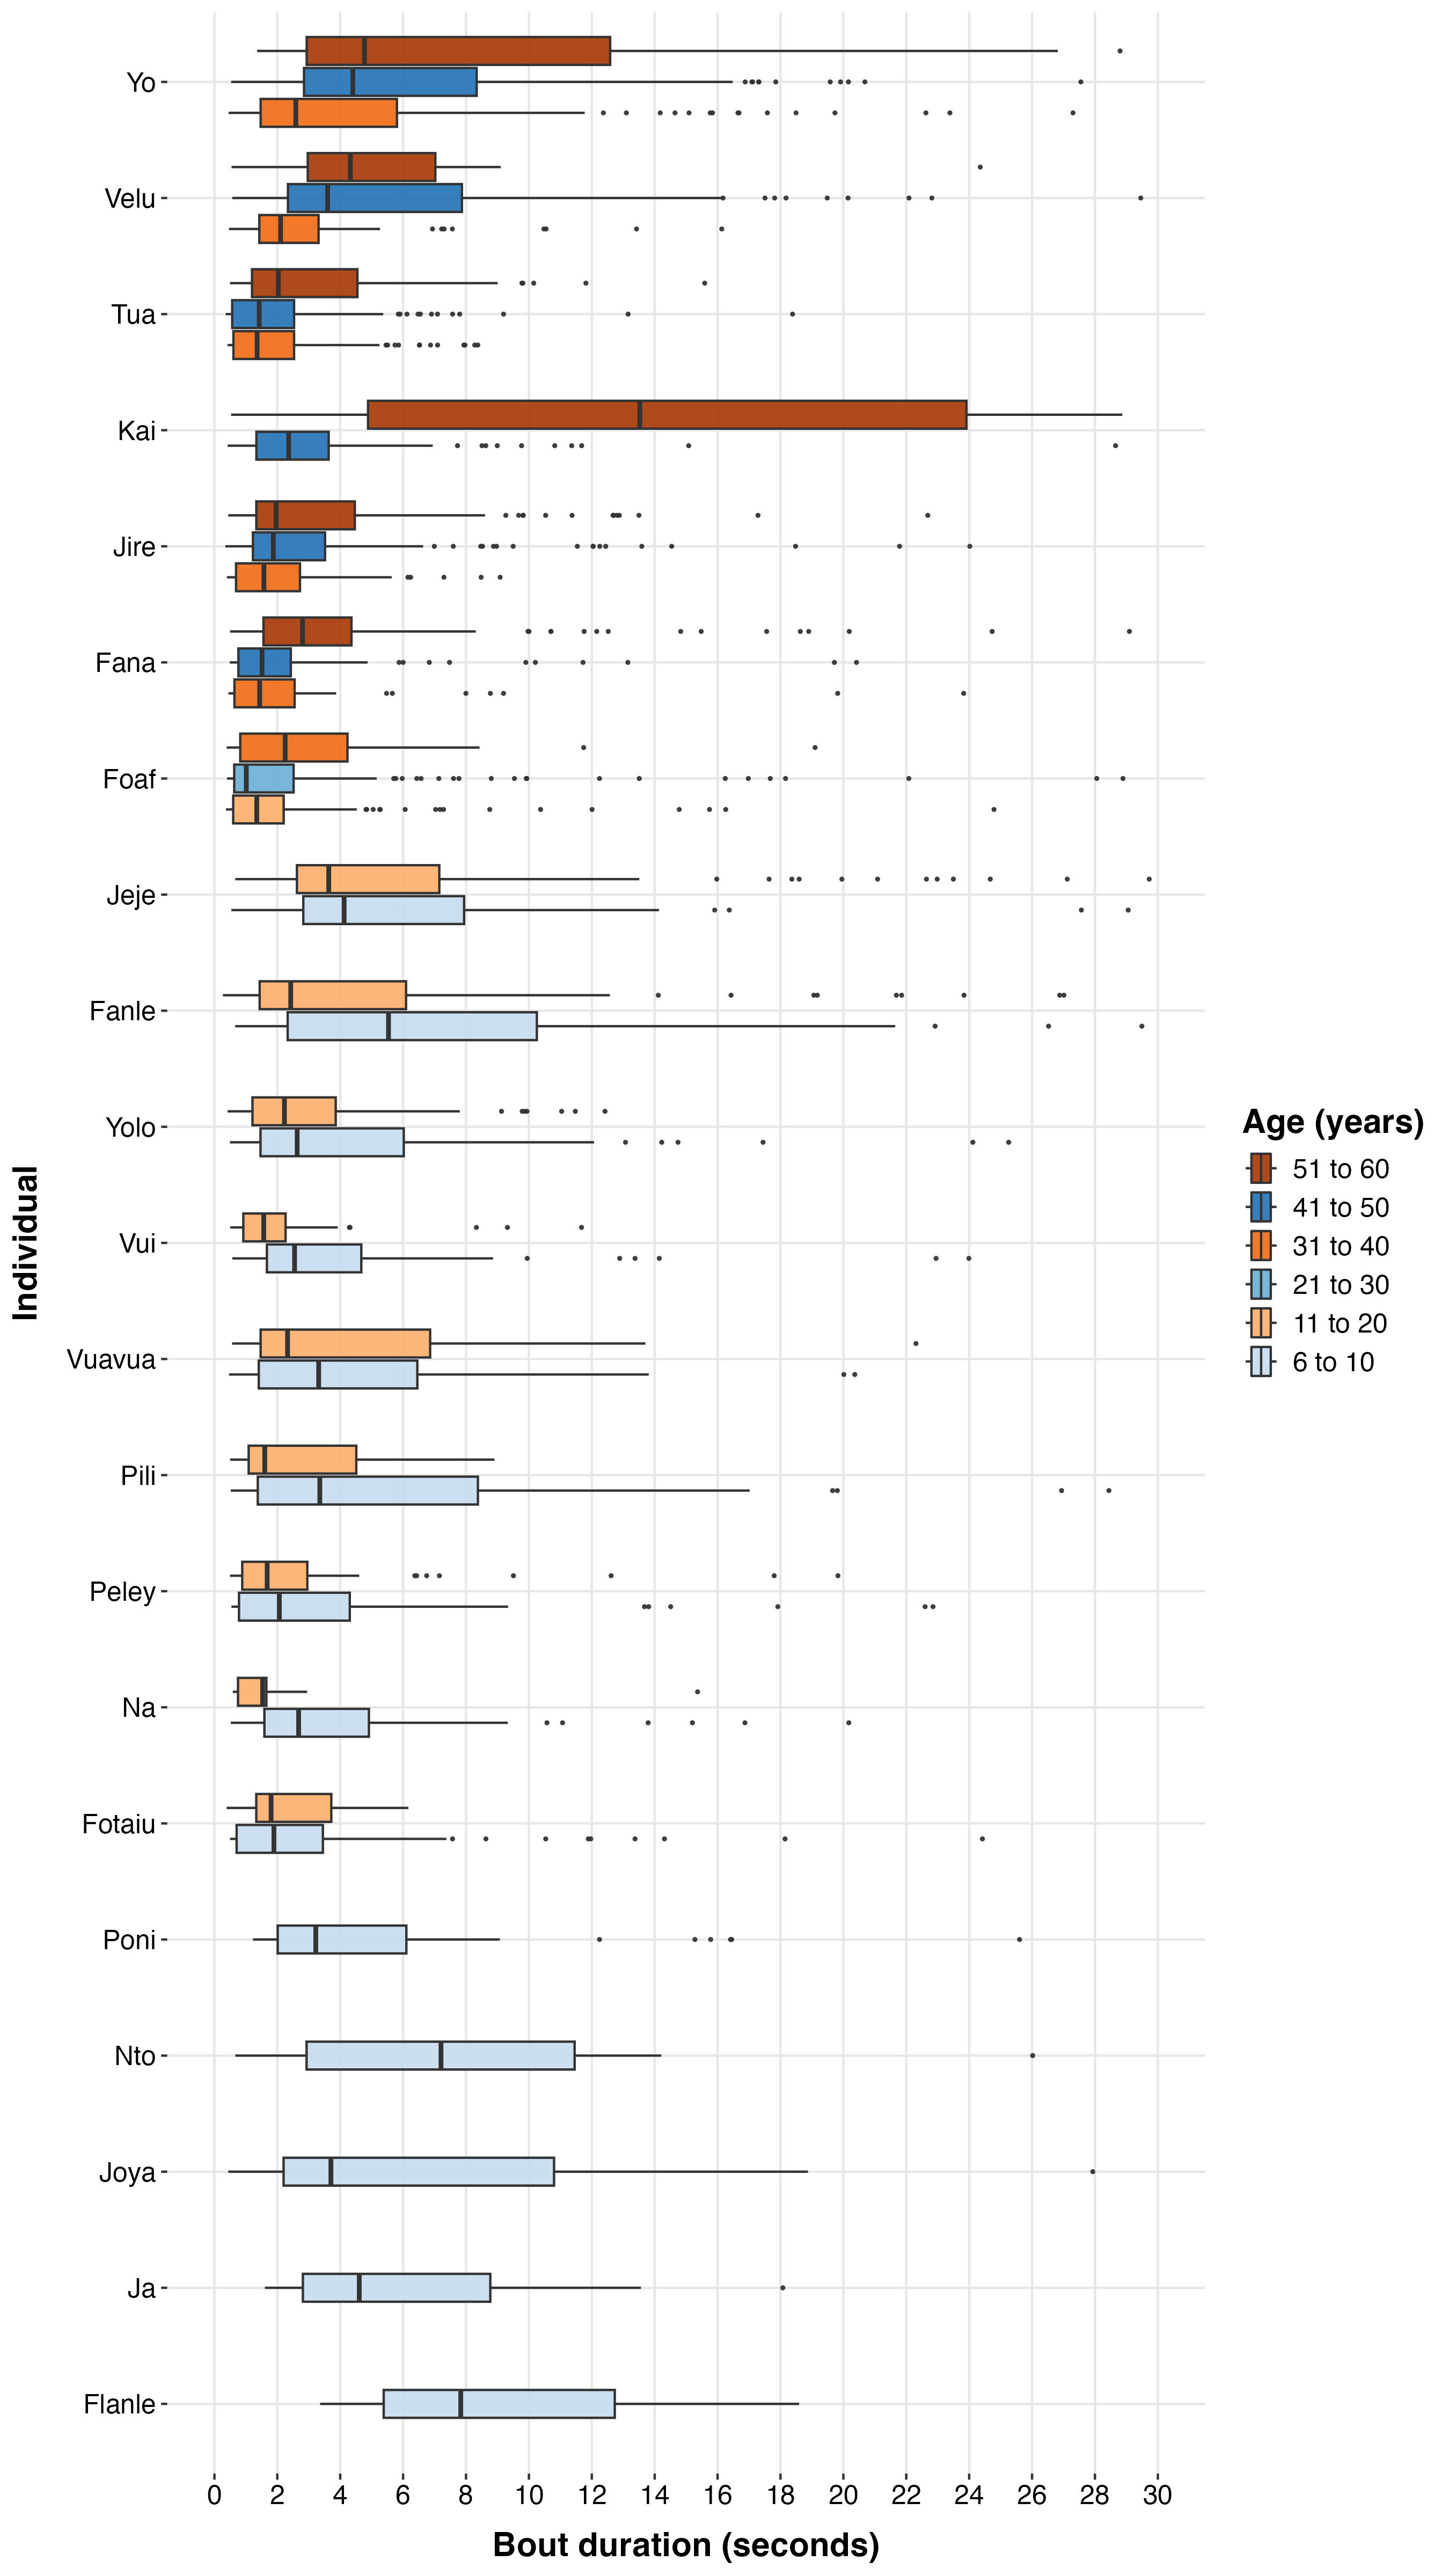 Yo
Velu
Tua
Kai
Jire
Fana
Foaf
Jeje
Fanle
Yolo
Vui
Vuavua
Pili
Peley
Na
Fotaiu
Poni
Nto
Joya
Ja
Flanle
Individual
0 2 4 6 8 10 12 14 16 18 20 22 24 26 28 30
Bout duration (seconds)
Age (years)
51 to 60
41 to 50
31 to 40
21 to 30
11 to 20
6 to 10